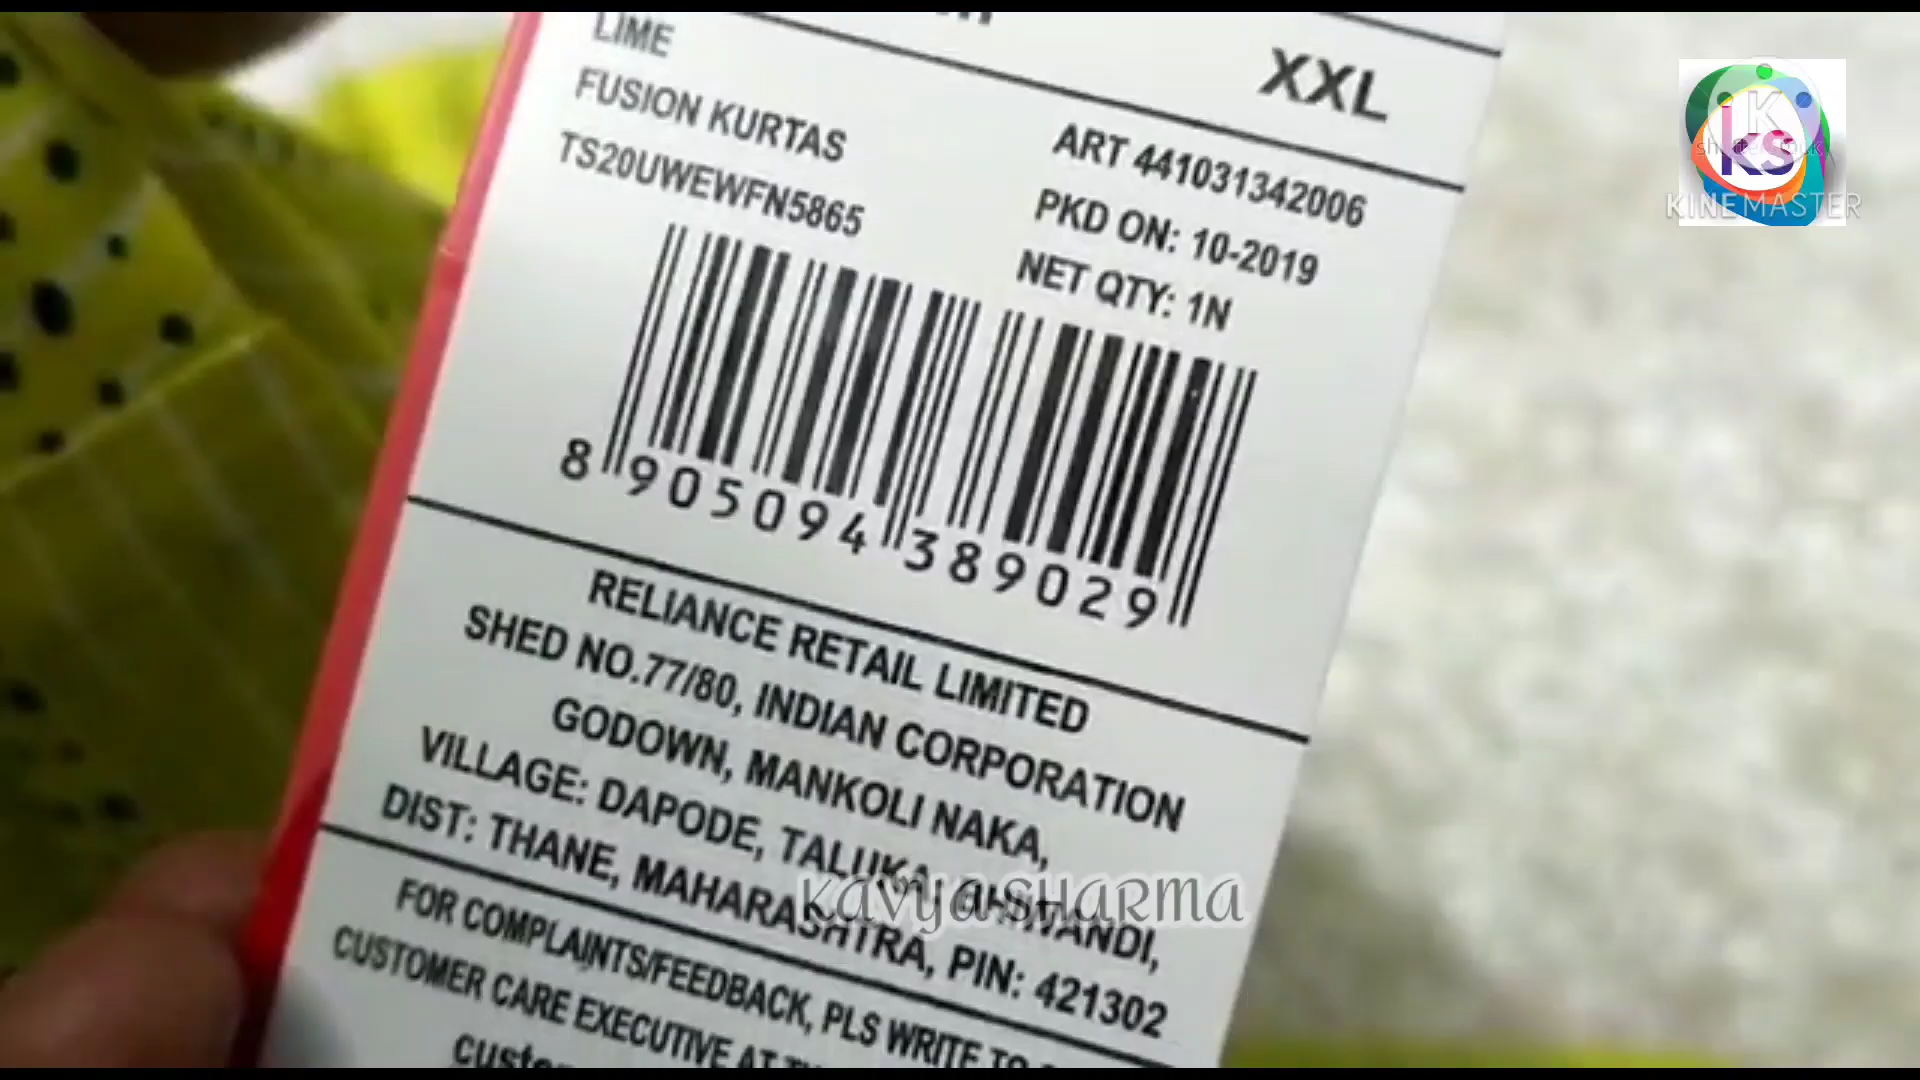 XXL
LIME
FUSION KURTAS
TS20UWEWFN5865
ART 441031342006
PKD ON: 10-2019
NET QTY: 1N
8 905094 389029
RELIANCE RETAIL LIMITED
SHED NO.77/80, INDIAN CORPORATION
GODOWN, MANKOLI NAKA,
VILLAGE: DAPODE, TALUKA: BHIWANDI,
DIST: THANE, MAHARASHTRA, PIN: 421302
FOR COMPLAINTS/FEEDBACK, PLS WRITE TO
CUSTOMER CARE EXECUTIVE AT
K
KS
KINEMASTER
Kavya Sharma